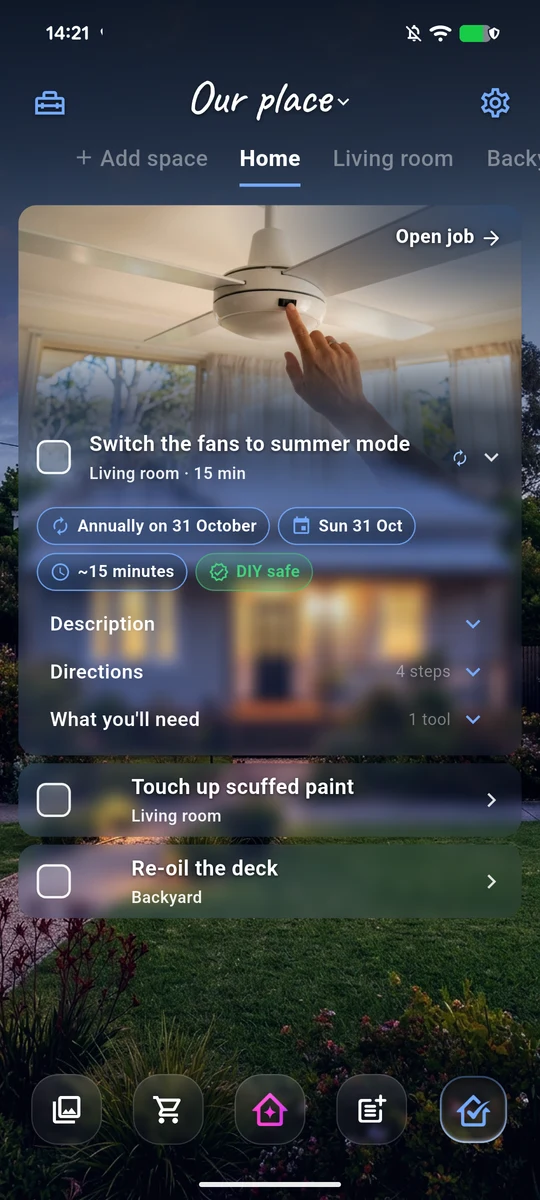 14:21
Our place
+ Add space
Home
Living room
Backy
Open job →
Switch the fans to summer mode
Living room · 15 min
Annually on 31 October
Sun 31 Oct
~15 minutes
DIY safe
Description
Directions
4 steps
What you'll need
1 tool
Touch up scuffed paint
Living room
Re-oil the deck
Backyard